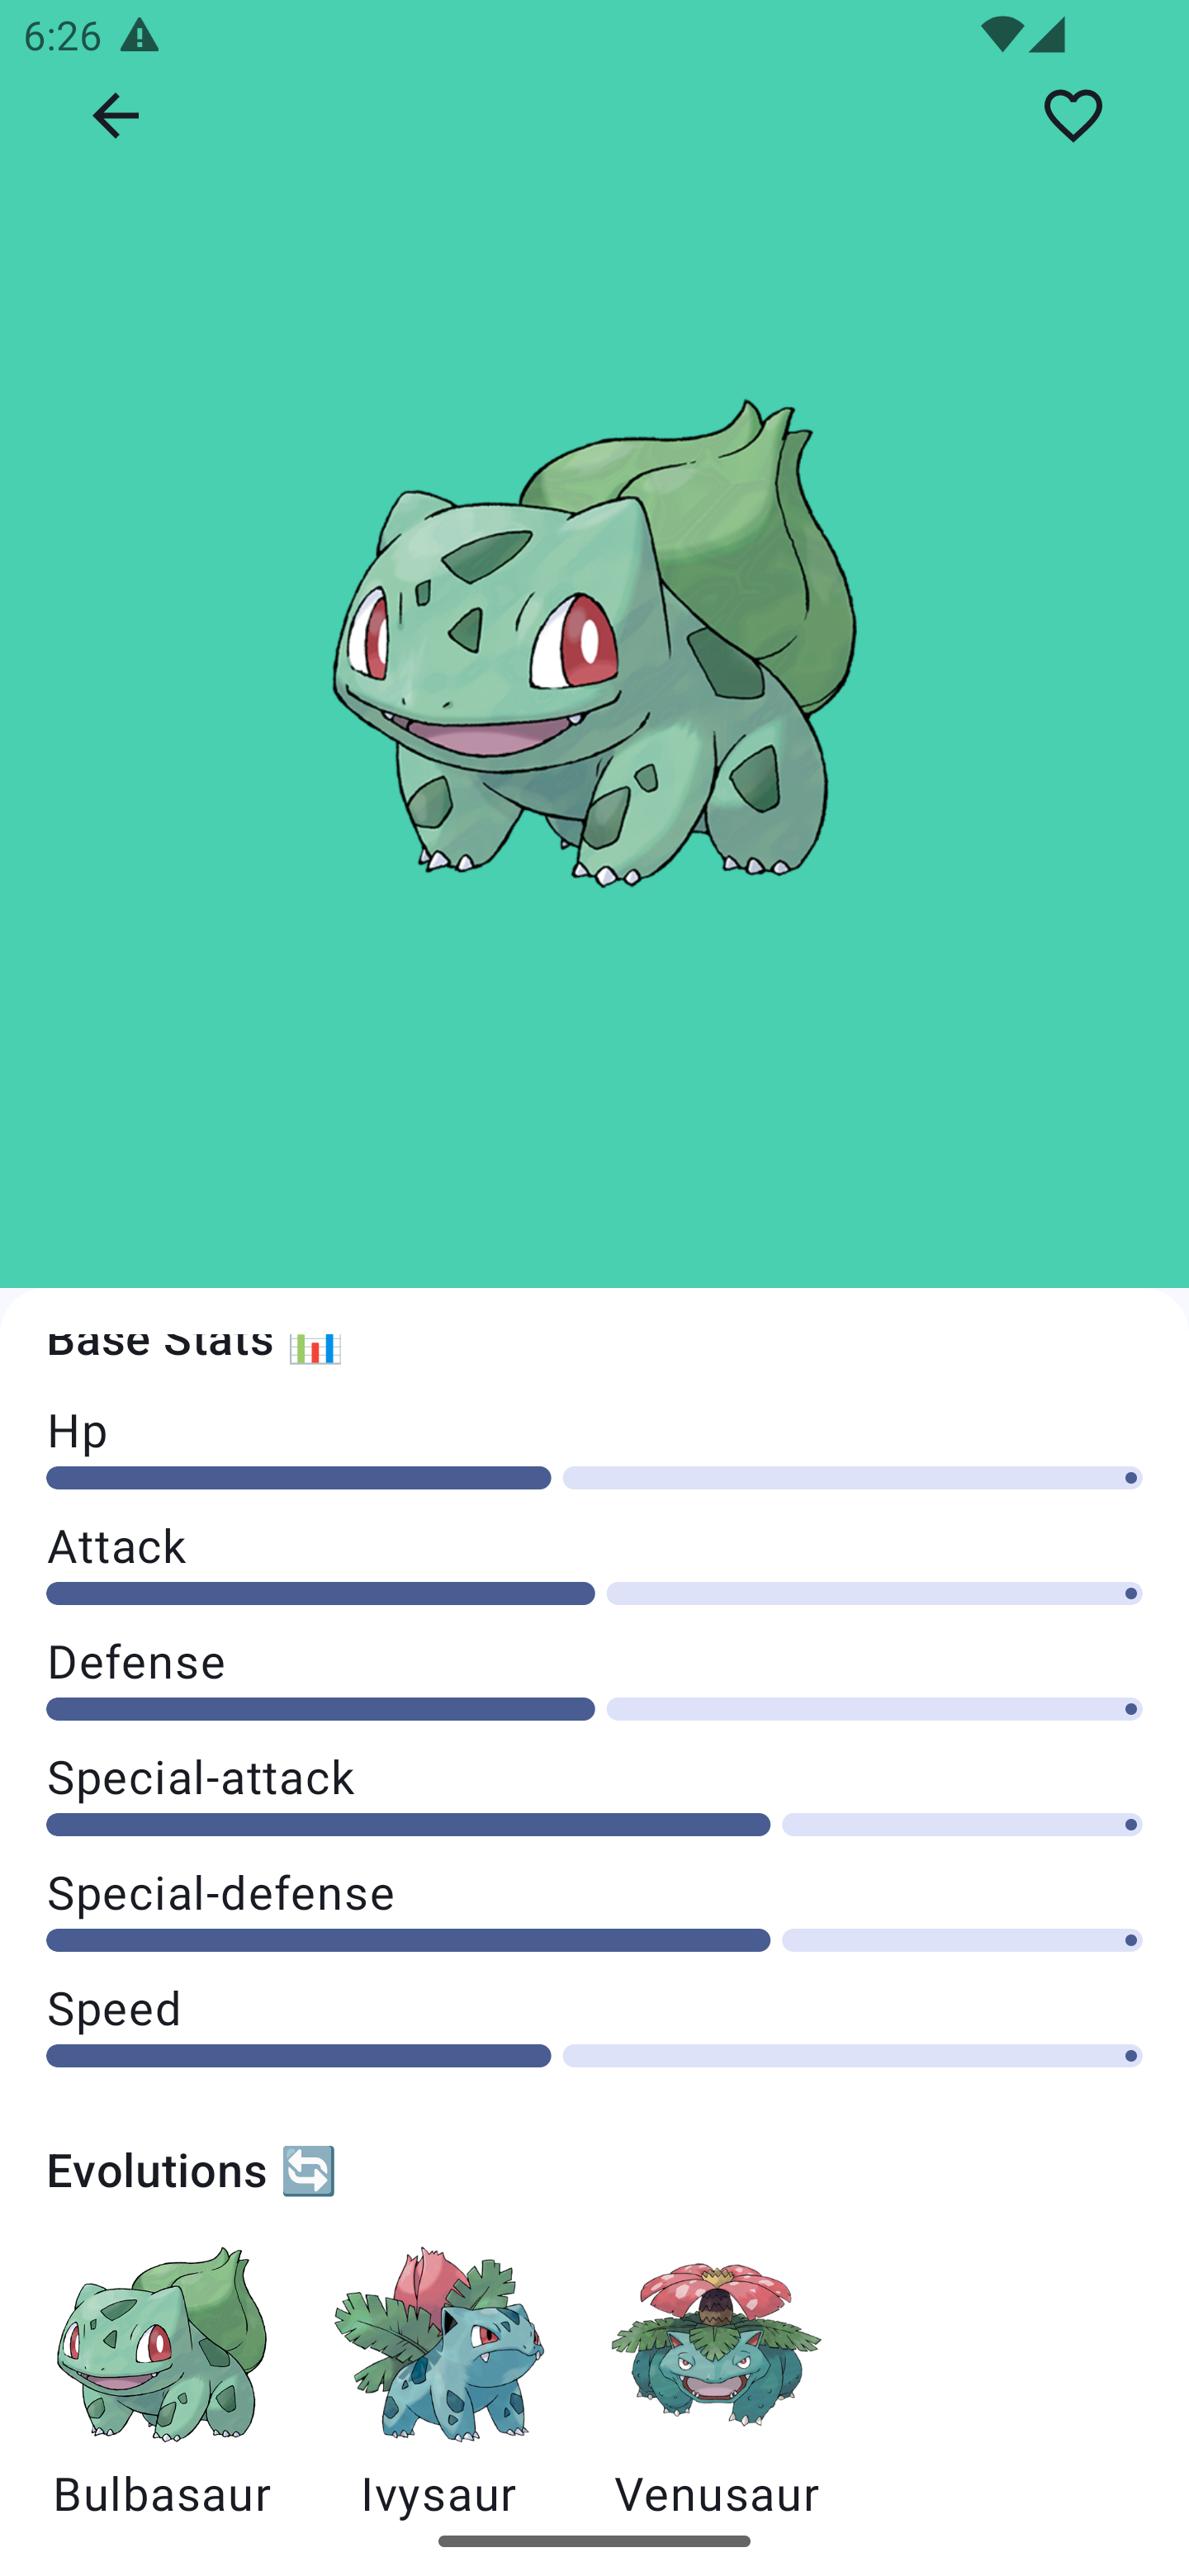 6:26
Base Stats 📊
Hp
Attack
Defense
Special-attack
Special-defense
Speed
Evolutions 🔄
Bulbasaur Ivysaur Venusaur